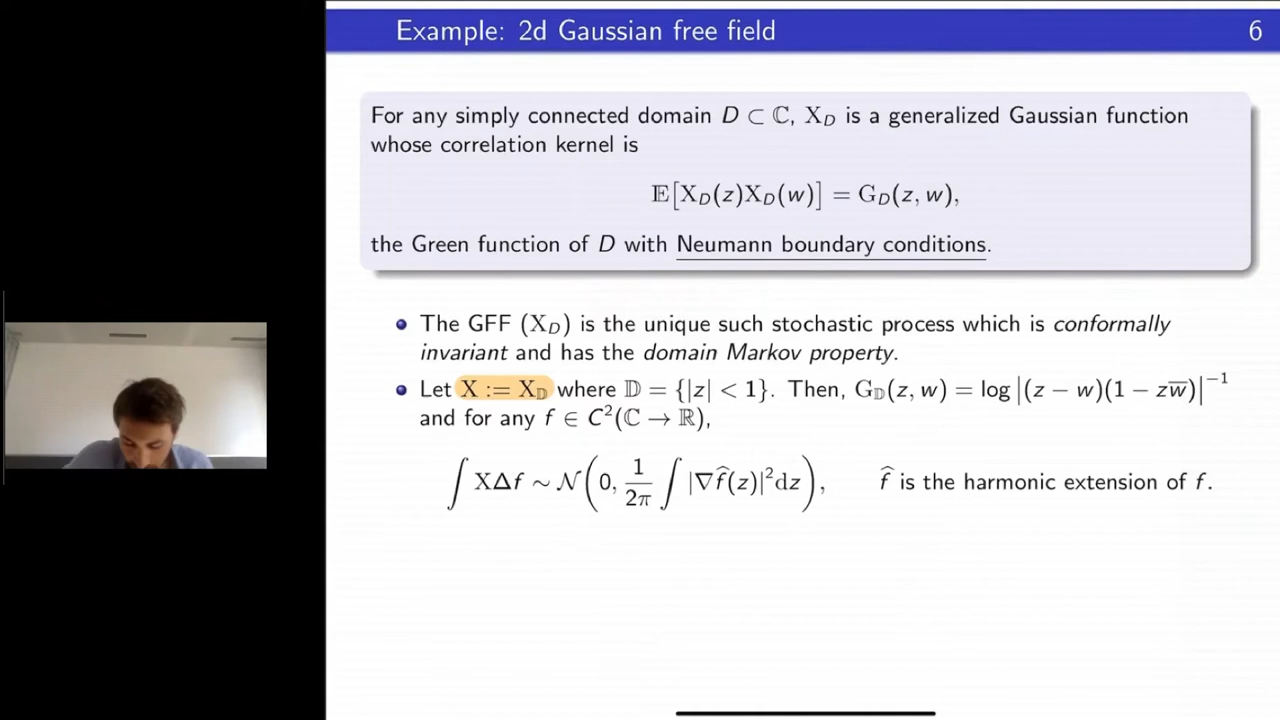 Example: 2d Gaussian free field 6
For any simply connected domain D ⊂ ℂ, X_D is a generalized Gaussian function
whose correlation kernel is
𝔼[X_D(z)X_D(w)] = G_D(z, w),
the Green function of D with Neumann boundary conditions.
• The GFF (X_D) is the unique such stochastic process which is conformally
invariant and has the domain Markov property.
• Let X := X_𝔻 where 𝔻 = {|z| < 1}. Then, G_𝔻(z, w) = log |(z − w)(1 − zw̅)|⁻¹
and for any f ∈ C²(ℂ → ℝ),
∫ XΔf ∼ 𝒩(0, 1/2π ∫ |∇f̂(z)|²dz), f̂ is the harmonic extension of f.